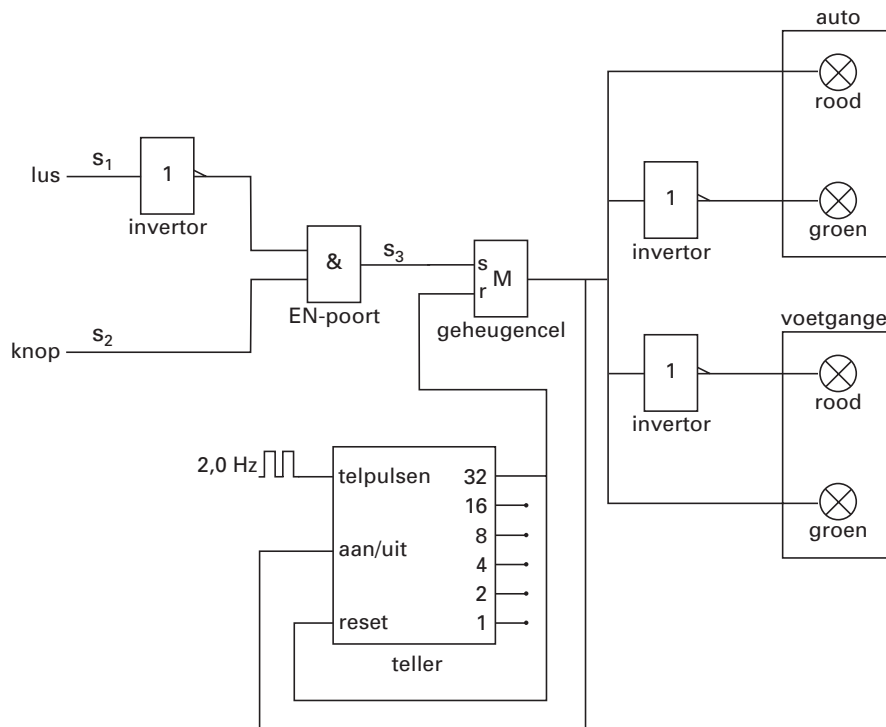 auto
rood
groen
lus
s₁
1
invertor
&
EN-poort
s₃
s
r
M
geheugencel
knop
s₂
1
invertor
1
invertor
voetgange
rood
groen
2,0 Hz
telpulsen
aan/uit
reset
32
16
8
4
2
1
teller